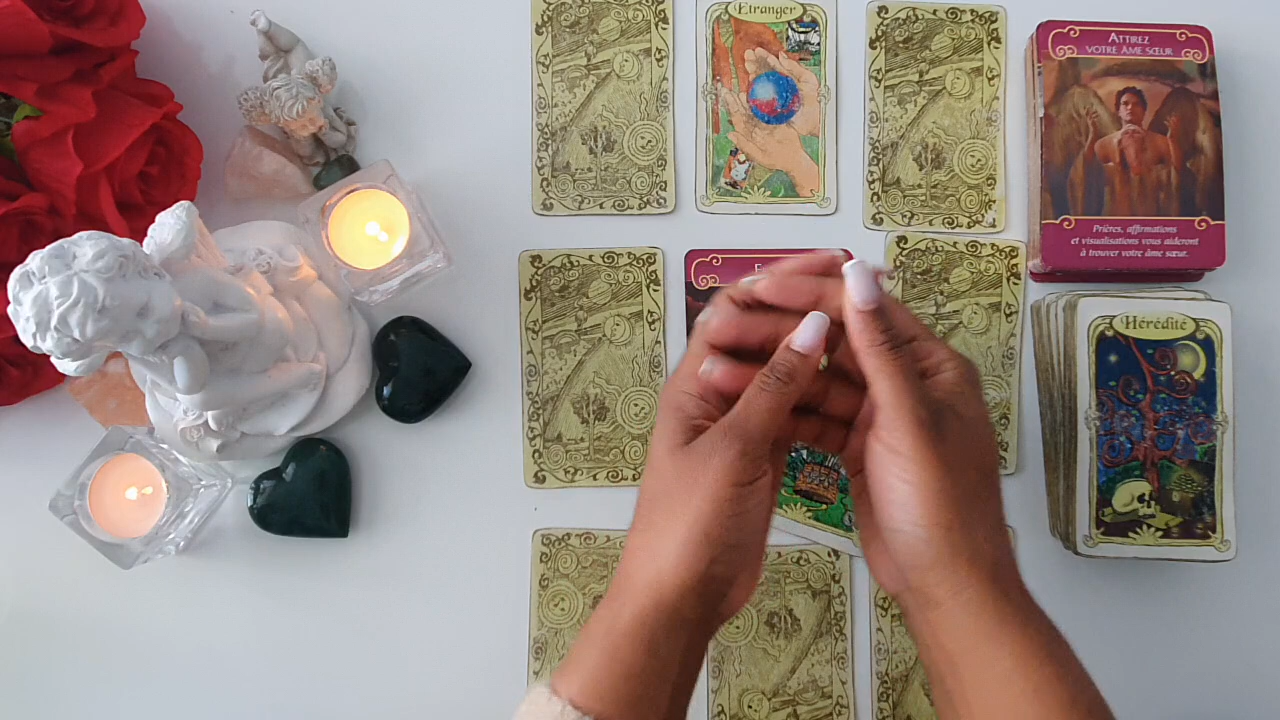 Etranger
ATTIREZ
VOTRE ÂME SŒUR
Prières, affirmations
et visualisations vous aideront
à trouver votre âme sœur.
Hérédité